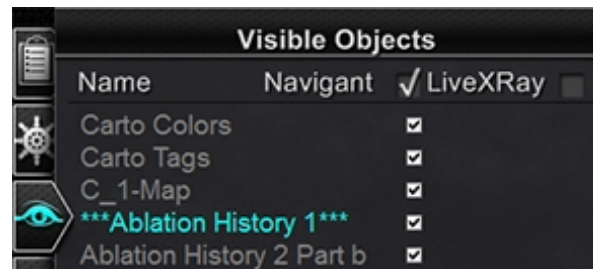 Visible Objects
Name Navigant LiveXRay
Carto Colors
Carto Tags
C_1-Map
***Ablation History 1***
Ablation History 2 Part b